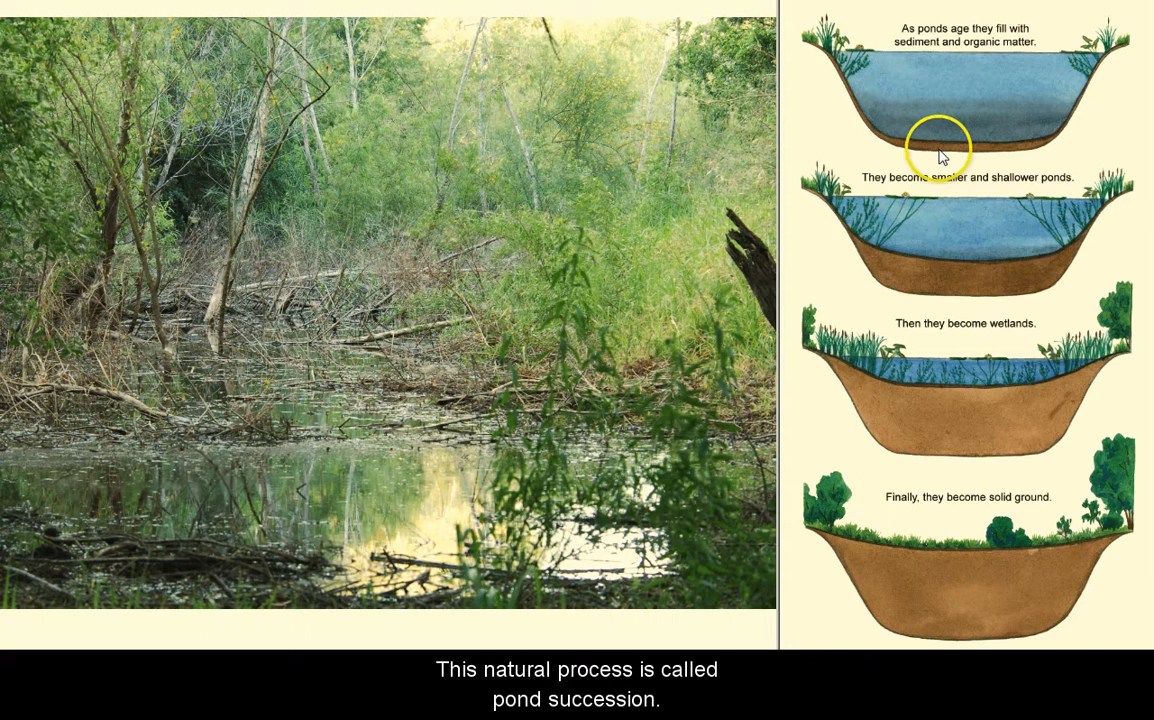 As ponds age they fill with
sediment and organic matter.
They become smaller and shallower ponds.
Then they become wetlands.
Finally, they become solid ground.
This natural process is called
pond succession.